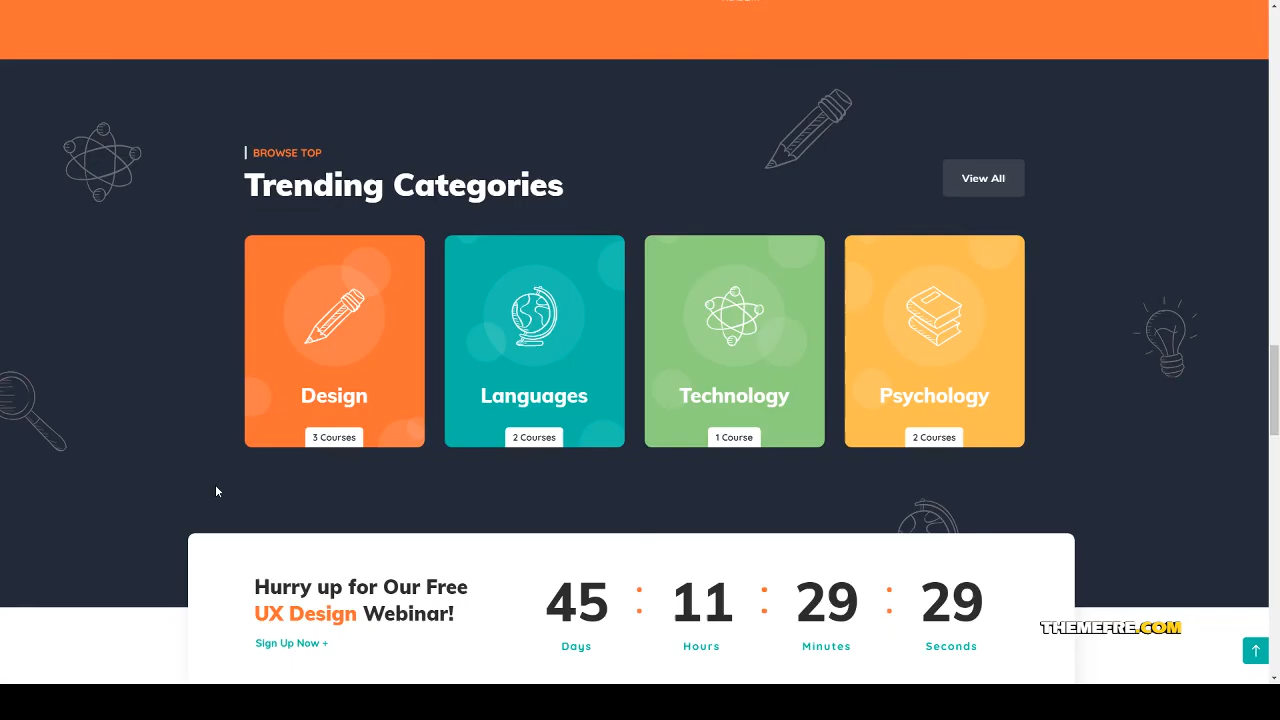 BROWSE TOP
Trending Categories
View All
Design
3 Courses
Languages
2 Courses
Technology
1 Course
Psychology
2 Courses
Hurry up for Our Free
UX Design Webinar!
Sign Up Now +
45 : 11 : 29 : 29
Days Hours Minutes Seconds
THEMEFRE.COM